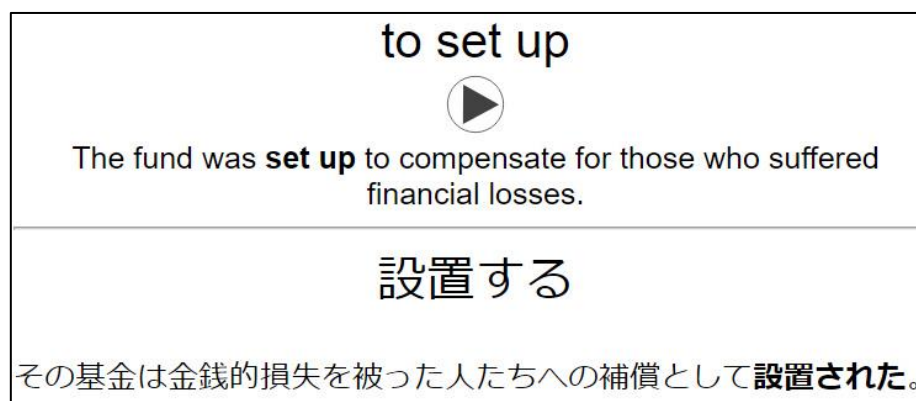 to set up
The fund was set up to compensate for those who suffered
financial losses.
設置する
その基金は金銭的損失を被った人たちへの補償として設置された。